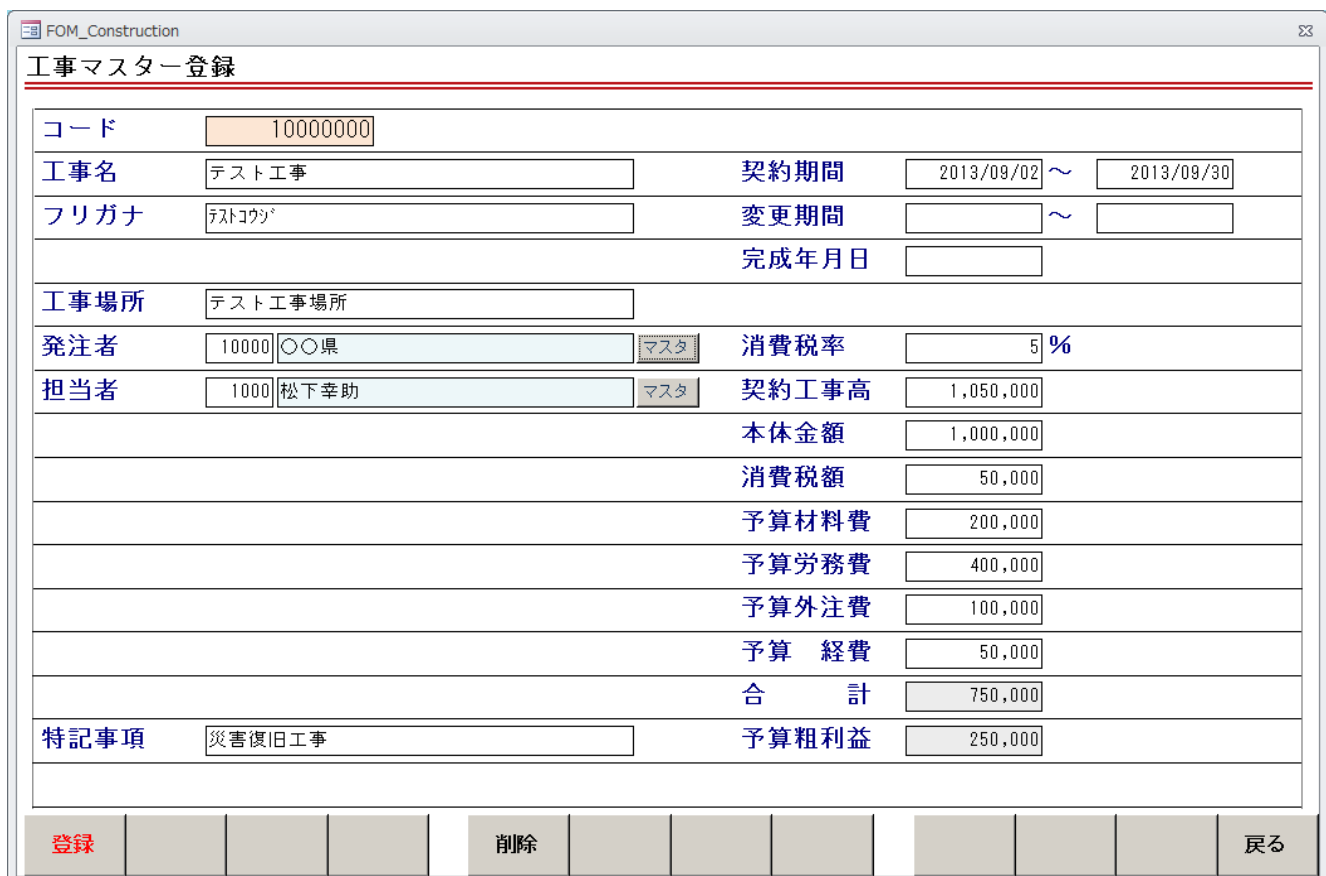 FOM_Construction
工事マスター登録
コード 10000000
工事名 テスト工事 契約期間 2013/09/02 ～ 2013/09/30
フリガナ ﾃｽﾄｺｳｼﾞ 変更期間 ～
完成年月日
工事場所 テスト工事場所
発注者 10000 〇〇県 マスタ 消費税率 5 %
担当者 1000 松下幸助 マスタ 契約工事高 1,050,000
本体金額 1,000,000
消費税額 50,000
予算材料費 200,000
予算労務費 400,000
予算外注費 100,000
予算　経費 50,000
合　　　計 750,000
特記事項 災害復旧工事 予算粗利益 250,000
登録 削除 戻る